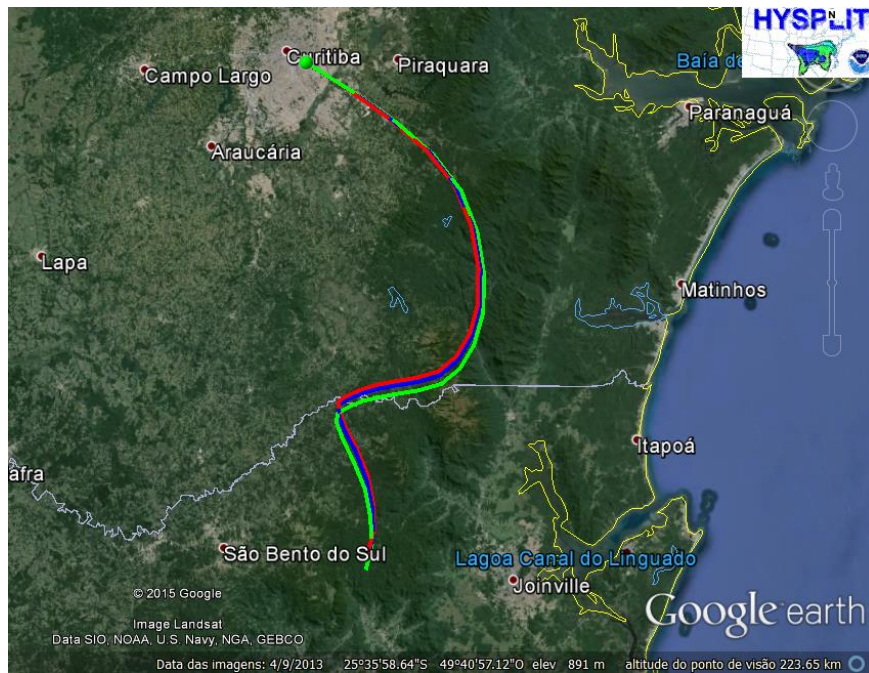 HYSPLIT
N
Curitiba
Piraquara
Baía de
Campo Largo
Paranaguá
Araucária
Lapa
Matinhos
Itapoá
afra
São Bento do Sul
Lagoa Canal do Linguado
Joinville
© 2015 Google
Image Landsat
Data SIO, NOAA, U.S. Navy, NGA, GEBCO
Google earth
Data das imagens: 4/9/2013 25°35'58.64"S 49°40'57.12"O elev 891 m altitude do ponto de visão 223.65 km